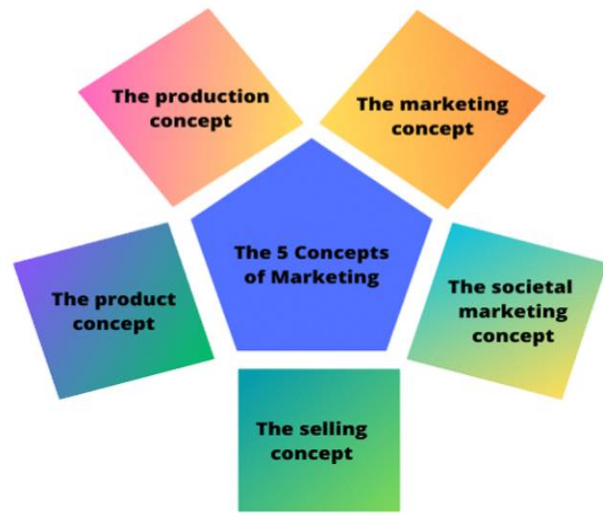 The production
concept
The marketing
concept
The 5 Concepts
of Marketing
The product
concept
The societal
marketing
concept
The selling
concept